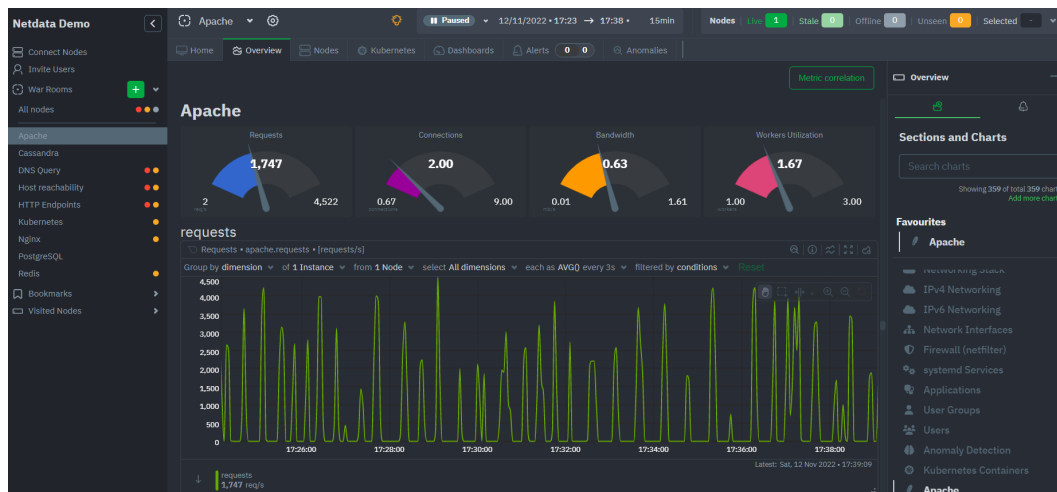 Netdata Demo
Connect Nodes
Invite Users
War Rooms
All nodes
Apache
Cassandra
DNS Query
Host reachability
HTTP Endpoints
Kubernetes
Nginx
PostgreSQL
Redis
Bookmarks
Visited Nodes
Apache
Paused 12/11/2022 • 17:23 → 17:38 • 15min
Nodes Live 1 Stale 0 Offline 0 Unseen 0 Selected -
Home Overview Nodes Kubernetes Dashboards Alerts 0 0 Anomalies
Metric correlation
Apache
Requests
1,747
2 4,522
Connections
2.00
0.67 9.00
connections
Bandwidth
0.63
0.01 1.61
Workers Utilization
1.67
1.00 3.00
workers
requests
Requests • apache.requests • [requests/s]
Group by dimension of 1 Instance from 1 Node select All dimensions each as AVG() every 3s filtered by conditions Reset
4,500
4,000
3,500
3,000
2,500
2,000
1,500
1,000
500
0
17:26:00 17:28:00 17:30:00 17:32:00 17:34:00 17:36:00 17:38:00
Latest: Sat, 12 Nov 2022 • 17:39:09
requests
1,747 req/s
Overview
Sections and Charts
Search charts
Showing 359 of total 359 chart
Add more chart
Favourites
Apache
Networking Stack
IPv4 Networking
IPv6 Networking
Network Interfaces
Firewall (netfilter)
systemd Services
Applications
User Groups
Users
Anomaly Detection
Kubernetes Containers
Apache